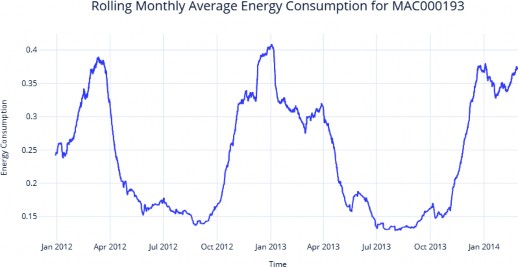 Rolling Monthly Average Energy Consumption for MAC000193
0.4
0.35
0.3
0.25
0.2
0.15
Energy Consumption
Jan 2012 Apr 2012 Jul 2012 Oct 2012 Jan 2013 Apr 2013 Jul 2013 Oct 2013 Jan 2014
Time